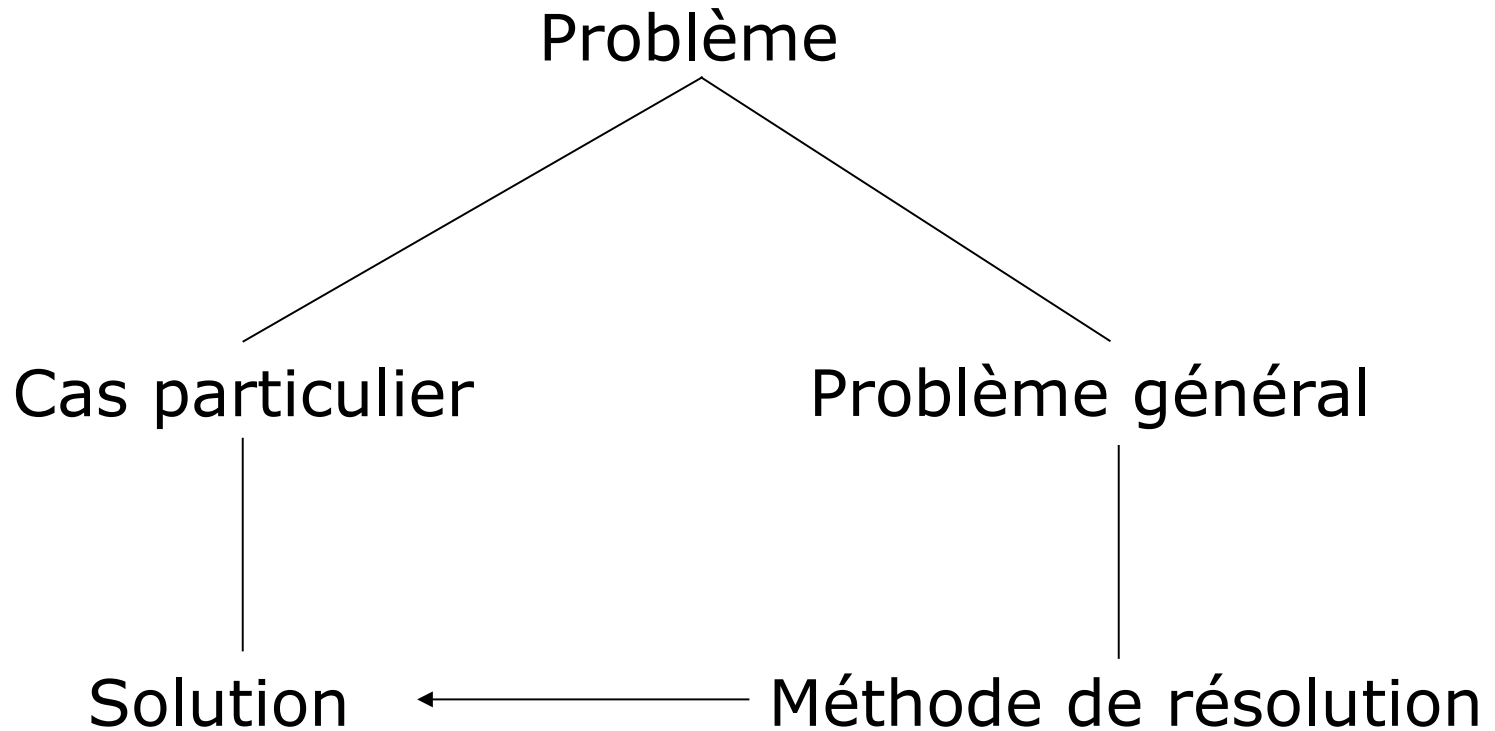 Problème
Cas particulier
Problème général
Solution
Méthode de résolution